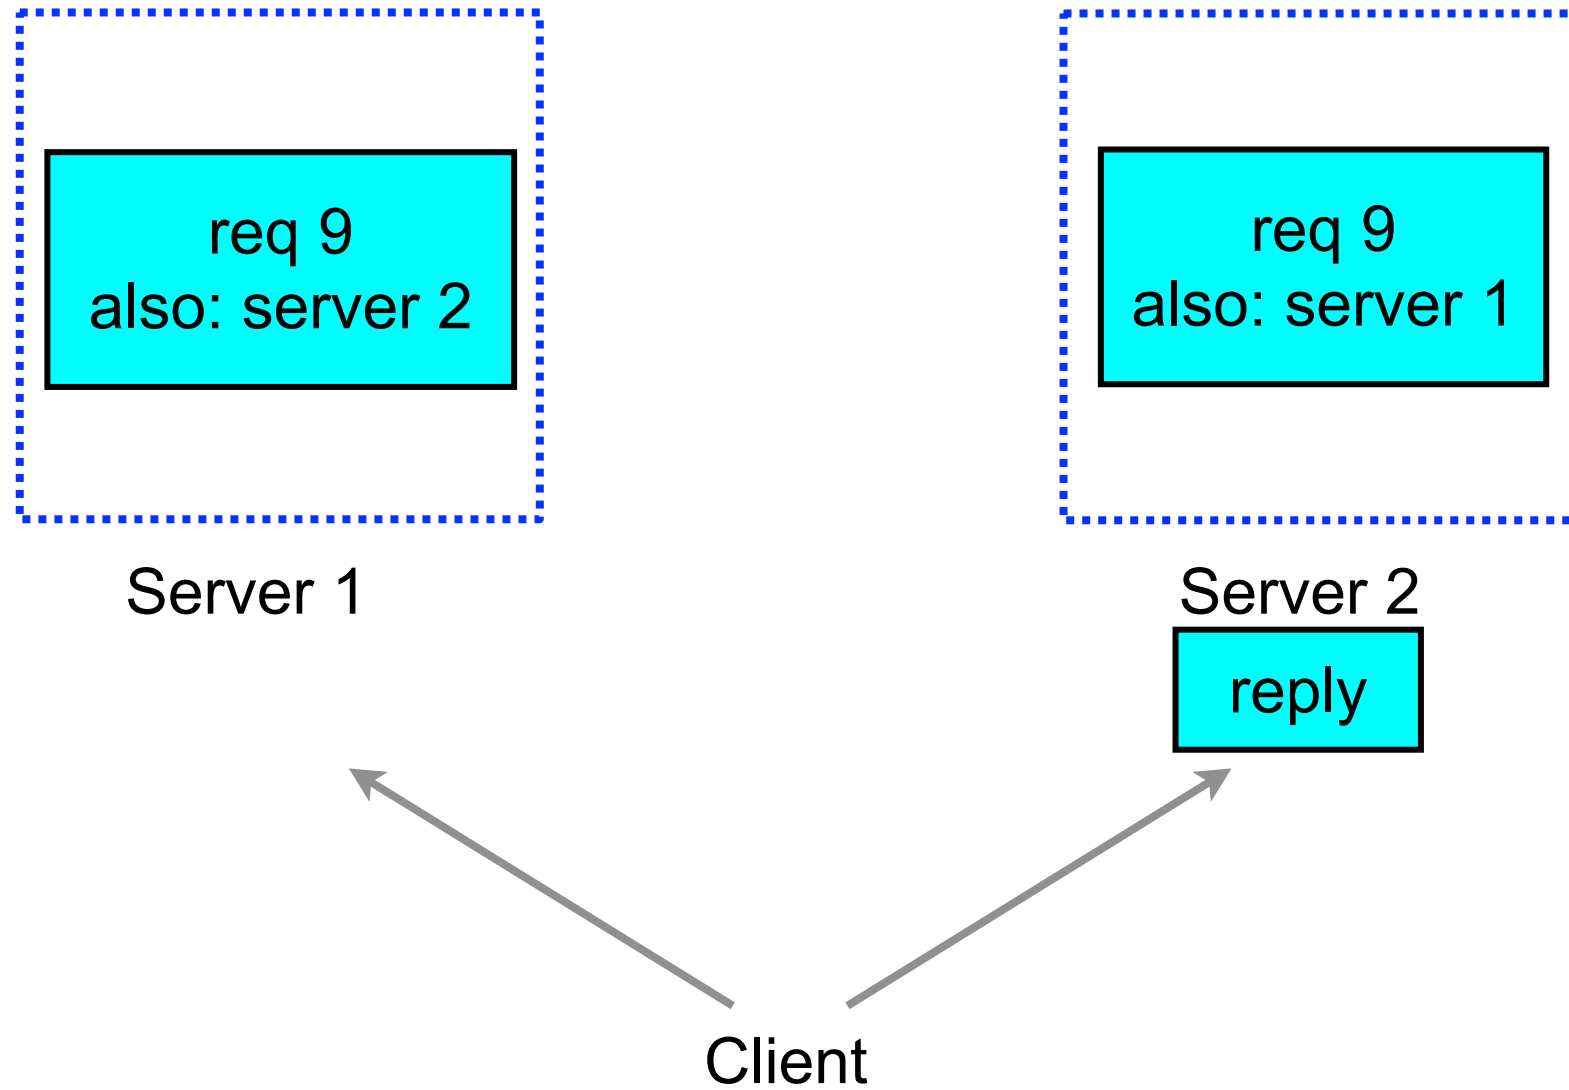 req 9
also: server 2
req 9
also: server 1
Server 1
Server 2
reply
Client